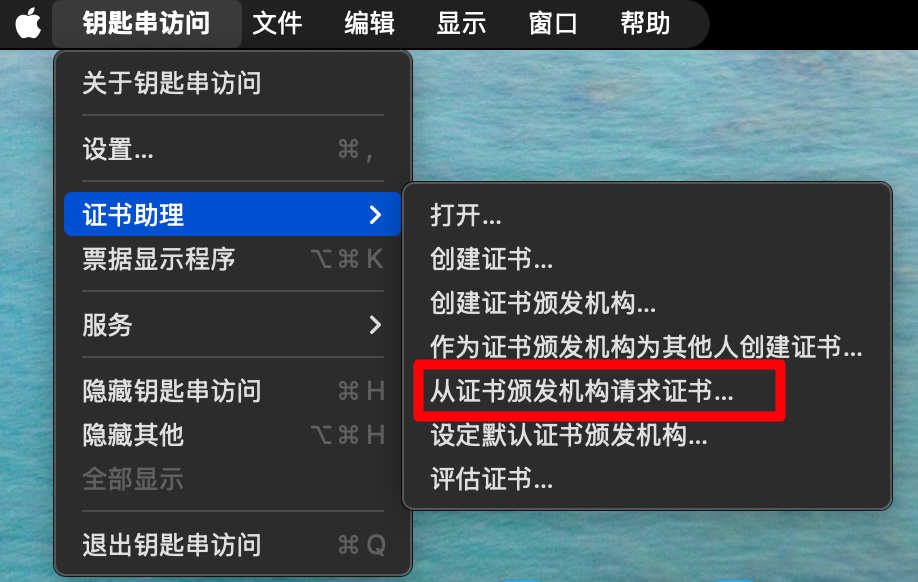 钥匙串访问 文件 编辑 显示 窗口 帮助
关于钥匙串访问
设置... ⌘ ,
证书助理
票据显示程序 ⌥⌘K
服务
隐藏钥匙串访问 ⌘H
隐藏其他 ⌥⌘H
全部显示
退出钥匙串访问 ⌘Q
打开...
创建证书...
创建证书颁发机构...
作为证书颁发机构为其他人创建证书...
从证书颁发机构请求证书...
设定默认证书颁发机构...
评估证书...